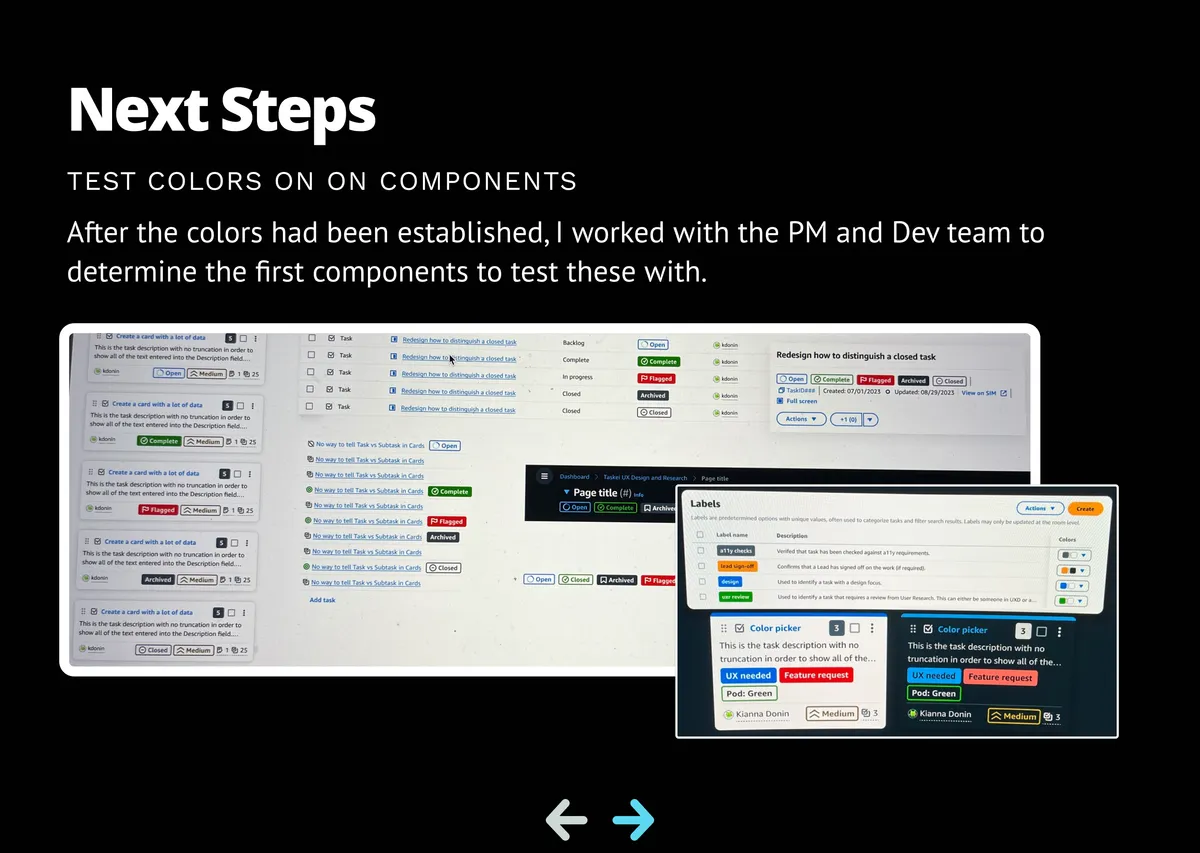 Next Steps
TEST COLORS ON ON COMPONENTS
After the colors had been established, I worked with the PM and Dev team to
determine the first components to test these with.
Create a card with a lot of data
5
This is the task description with no truncation in order to
show all of the text entered into the Description field....
kdonin
Open
Medium
1
25
Create a card with a lot of data
5
This is the task description with no truncation in order to
show all of the text entered into the Description field....
kdonin
Complete
Medium
1
25
Create a card with a lot of data
5
This is the task description with no truncation in order to
show all of the text entered into the Description field....
kdonin
Flagged
Medium
1
25
Create a card with a lot of data
5
This is the task description with no truncation in order to
show all of the text entered into the Description field....
kdonin
Archived
Medium
1
25
Create a card with a lot of data
5
This is the task description with no truncation in order to
show all of the text entered into the Description field....
kdonin
Closed
Medium
1
25
Task
Redesign how to distinguish a closed task
Backlog
Open
kdonin
Task
Redesign how to distinguish a closed task
Complete
Complete
kdonin
Task
Redesign how to distinguish a closed task
In progress
Flagged
kdonin
Task
Redesign how to distinguish a closed task
Closed
Archived
kdonin
Task
Redesign how to distinguish a closed task
Closed
Closed
kdonin
No way to tell Task vs Subtask in Cards
Open
No way to tell Task vs Subtask in Cards
No way to tell Task vs Subtask in Cards
No way to tell Task vs Subtask in Cards
Complete
No way to tell Task vs Subtask in Cards
No way to tell Task vs Subtask in Cards
Flagged
No way to tell Task vs Subtask in Cards
Archived
No way to tell Task vs Subtask in Cards
No way to tell Task vs Subtask in Cards
Closed
No way to tell Task vs Subtask in Cards
Add task
Redesign how to distinguish a closed task
Open
Complete
Flagged
Archived
Closed
TaskID###
Created: 07/01/2023
Updated: 08/29/2023
View on SIM
Full screen
Actions
+1 (0)
Dashboard
Taskei UX Design and Research
Page title
Page title (#) Info
Open
Complete
Archive
Open
Closed
Archived
Flagged
Labels
Actions
Create
Labels are predetermined options with unique values, often used to categorize tasks and filter search results. Labels may only be updated at the room level.
Label name
Description
Colors
a11y checks
Verified that task has been checked against a11y requirements.
lead sign-off
Confirms that a Lead has signed off on the work (if required).
design
Used to identify a task with a design focus.
uxr review
Used to identify a task that requires a review from User Research. This can either be someone in UXD or a...
Color picker
3
This is the task description with no
truncation in order to show all of the...
UX needed
Feature request
Pod: Green
Kianna Donin
Medium
3
Color picker
3
This is the task description with no
truncation in order to show all of the...
UX needed
Feature request
Pod: Green
Kianna Donin
Medium
3